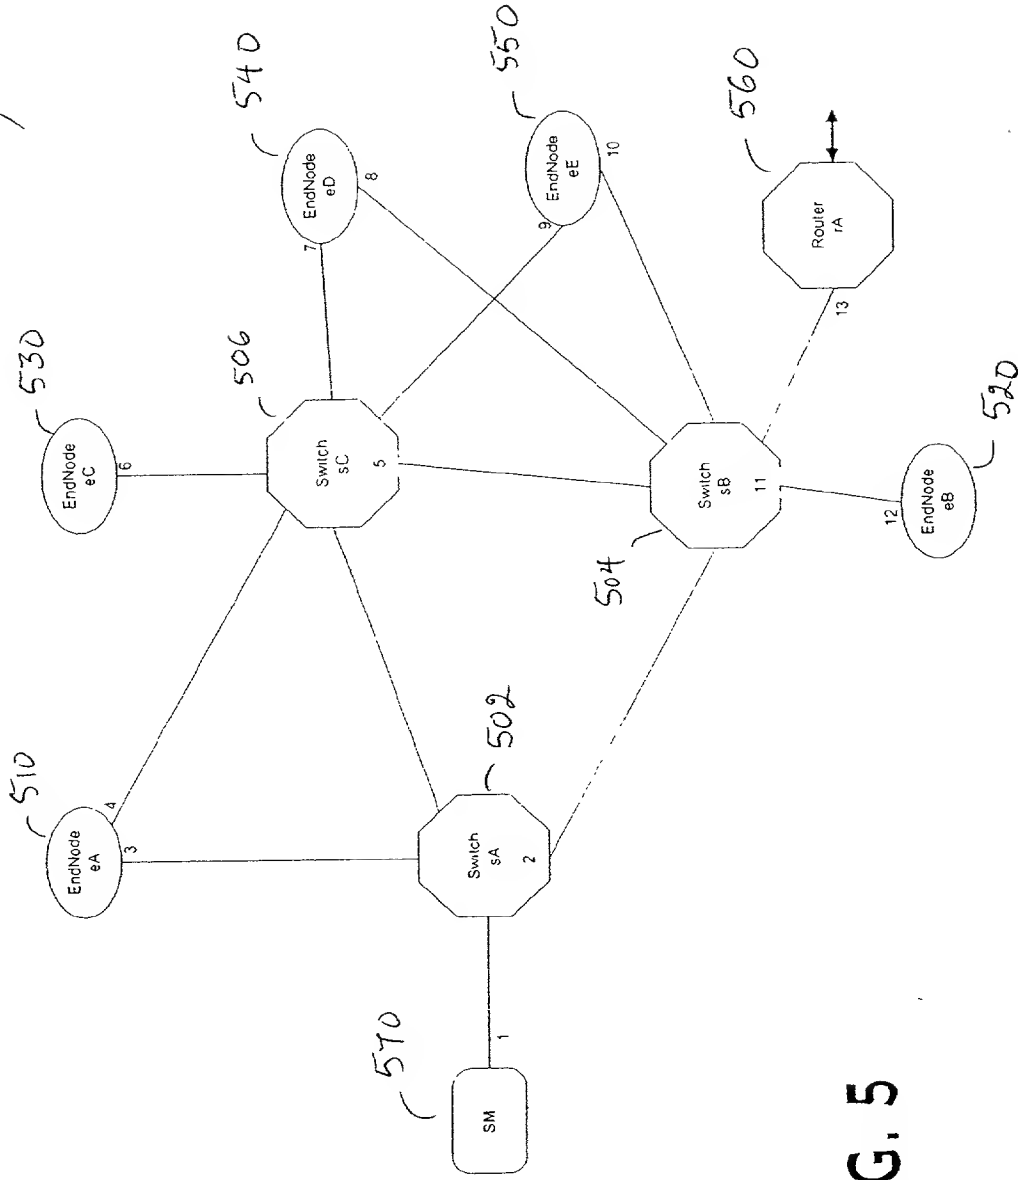 510
EndNode
eA
3
4
530
EndNode
eC
6
540
EndNode
eD
7
8
550
EndNode
eE
9
10
506
Switch
sC
5
502
Switch
sA
2
504
Switch
sB
11
560
Router
rA
13
520
EndNode
eB
12
570
SM
1
G. 5